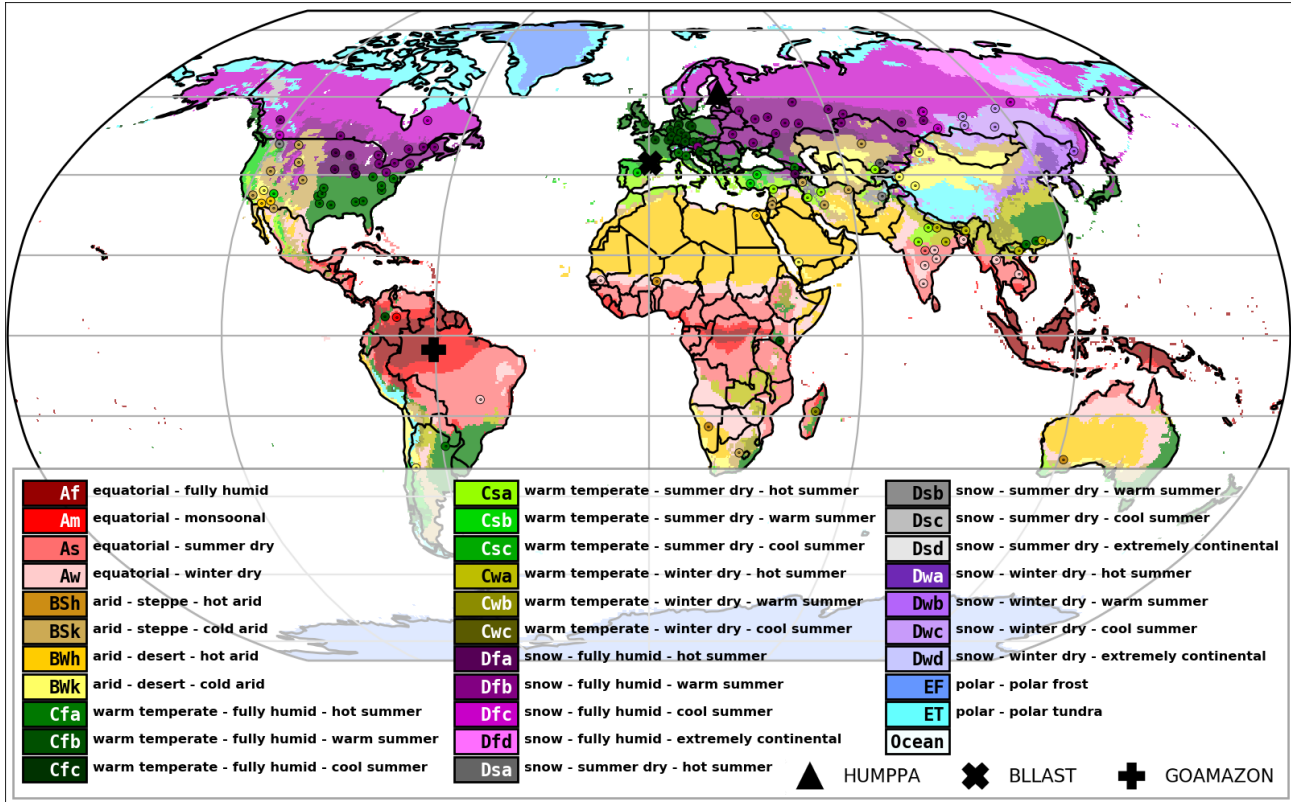 Af equatorial - fully humid
Am equatorial - monsoonal
As equatorial - summer dry
Aw equatorial - winter dry
BSh arid - steppe - hot arid
BSk arid - steppe - cold arid
BWh arid - desert - hot arid
BWk arid - desert - cold arid
Cfa warm temperate - fully humid - hot summer
Cfb warm temperate - fully humid - warm summer
Cfc warm temperate - fully humid - cool summer
Csa warm temperate - summer dry - hot summer
Csb warm temperate - summer dry - warm summer
Csc warm temperate - summer dry - cool summer
Cwa warm temperate - winter dry - hot summer
Cwb warm temperate - winter dry - warm summer
Cwc warm temperate - winter dry - cool summer
Dfa snow - fully humid - hot summer
Dfb snow - fully humid - warm summer
Dfc snow - fully humid - cool summer
Dfd snow - fully humid - extremely continental
Dsa snow - summer dry - hot summer
Dsb snow - summer dry - warm summer
Dsc snow - summer dry - cool summer
Dsd snow - summer dry - extremely continental
Dwa snow - winter dry - hot summer
Dwb snow - winter dry - warm summer
Dwc snow - winter dry - cool summer
Dwd snow - winter dry - extremely continental
EF polar - polar frost
ET polar - polar tundra
Ocean
HUMPPA BLLAST GOAMAZON